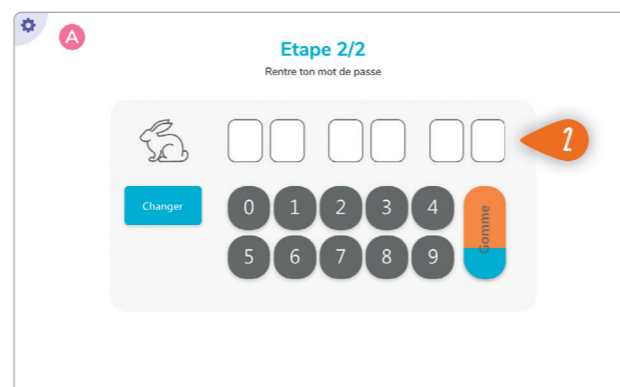 A
Etape 2/2
Rentre ton mot de passe
2
Changer
0 1 2 3 4
Gomme
5 6 7 8 9